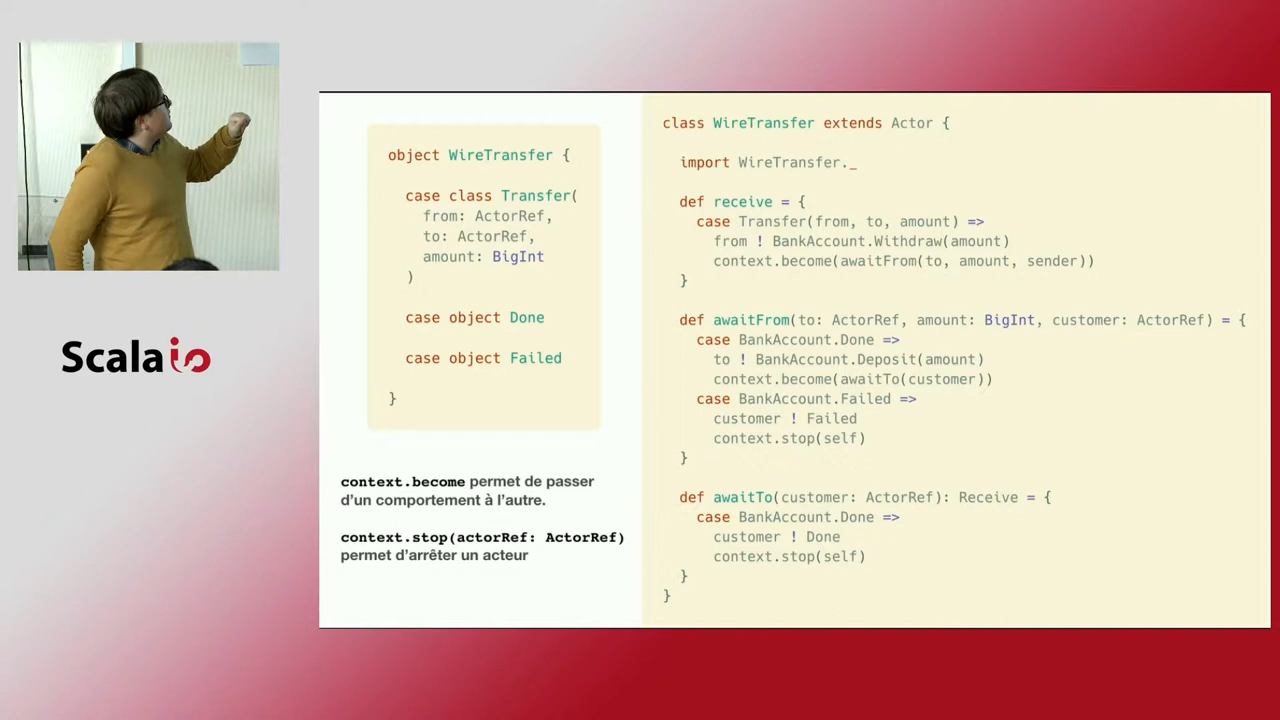 Scala io
object WireTransfer {
case class Transfer(
from: ActorRef,
to: ActorRef,
amount: BigInt
)
case object Done
case object Failed
}
context.become permet de passer
d'un comportement à l'autre.
context.stop(actorRef: ActorRef)
permet d'arrêter un acteur
class WireTransfer extends Actor {
import WireTransfer._
def receive = {
case Transfer(from, to, amount) =>
from ! BankAccount.Withdraw(amount)
context.become(awaitFrom(to, amount, sender))
}
def awaitFrom(to: ActorRef, amount: BigInt, customer: ActorRef) = {
case BankAccount.Done =>
to ! BankAccount.Deposit(amount)
context.become(awaitTo(customer))
case BankAccount.Failed =>
customer ! Failed
context.stop(self)
}
def awaitTo(customer: ActorRef): Receive = {
case BankAccount.Done =>
customer ! Done
context.stop(self)
}
}